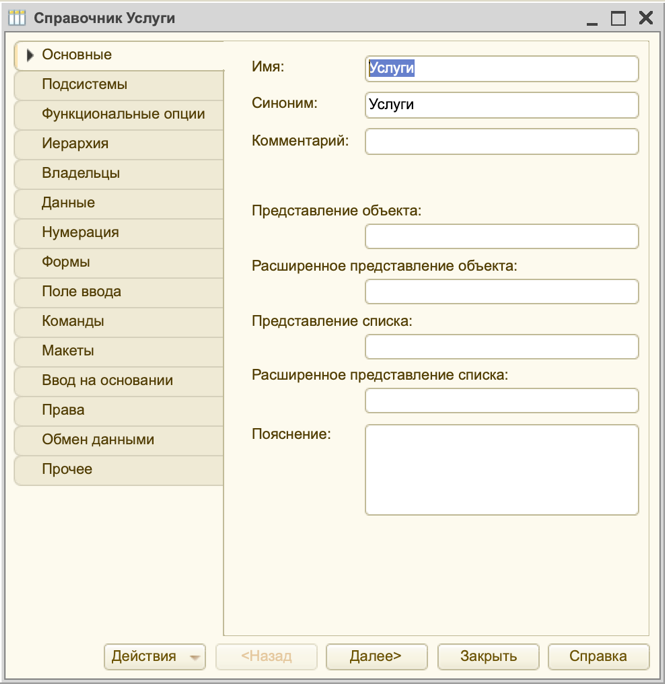 Справочник Услуги
Основные
Подсистемы
Функциональные опции
Иерархия
Владельцы
Данные
Нумерация
Формы
Поле ввода
Команды
Макеты
Ввод на основании
Права
Обмен данными
Прочее
Имя: Услуги
Синоним: Услуги
Комментарий:
Представление объекта:
Расширенное представление объекта:
Представление списка:
Расширенное представление списка:
Пояснение:
Действия <Назад Далее> Закрыть Справка